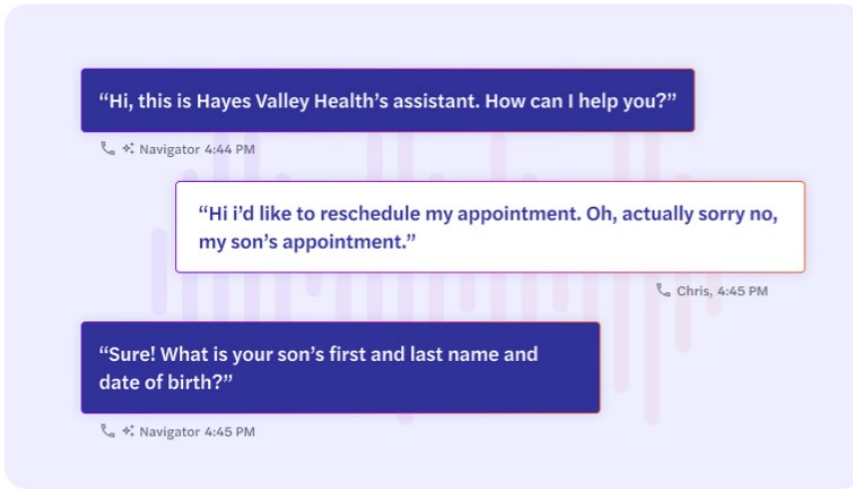 “Hi, this is Hayes Valley Health’s assistant. How can I help you?”
Navigator 4:44 PM
“Hi i’d like to reschedule my appointment. Oh, actually sorry no,
my son’s appointment.”
Chris, 4:45 PM
“Sure! What is your son’s first and last name and
date of birth?”
Navigator 4:45 PM